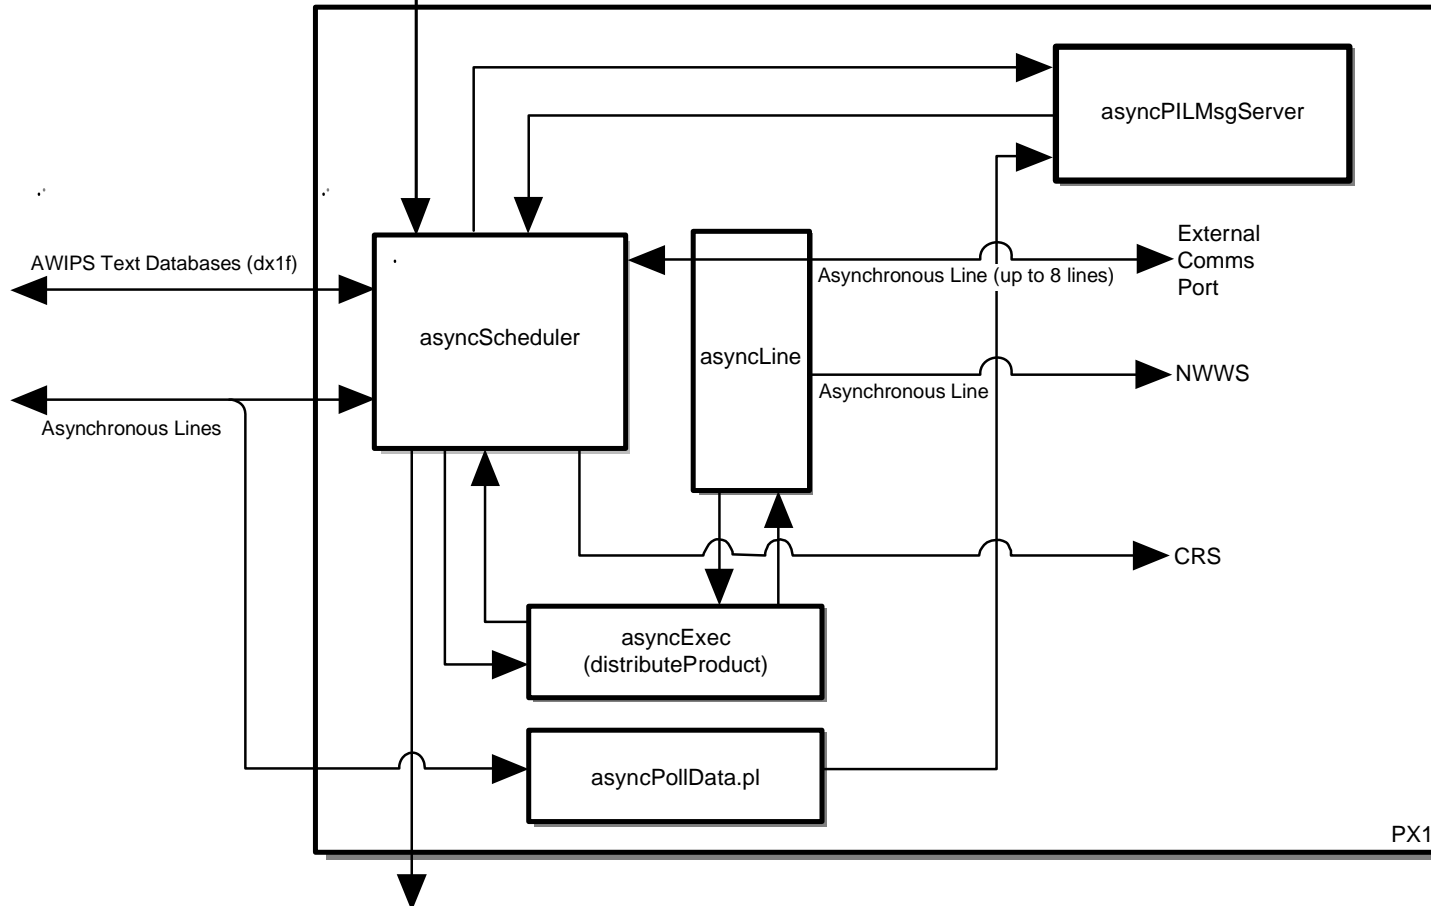 asyncPILMsgServer
External
Comms
Port
AWIPS Text Databases (dx1f)
Asynchronous Line (up to 8 lines)
asyncScheduler
asyncLine
NWWS
Asynchronous Line
Asynchronous Lines
CRS
asyncExec
(distributeProduct)
asyncPollData.pl
PX1